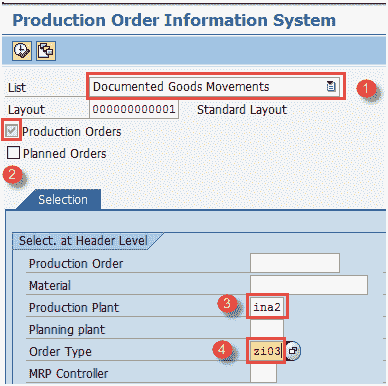 Production Order Information System
List Documented Goods Movements 1
Layout 000000000001 Standard Layout
Production Orders
Planned Orders
2
Selection
Select. at Header Level
Production Order
Material
Production Plant 3 ina2
Planning plant
Order Type 4 zi03
MRP Controller